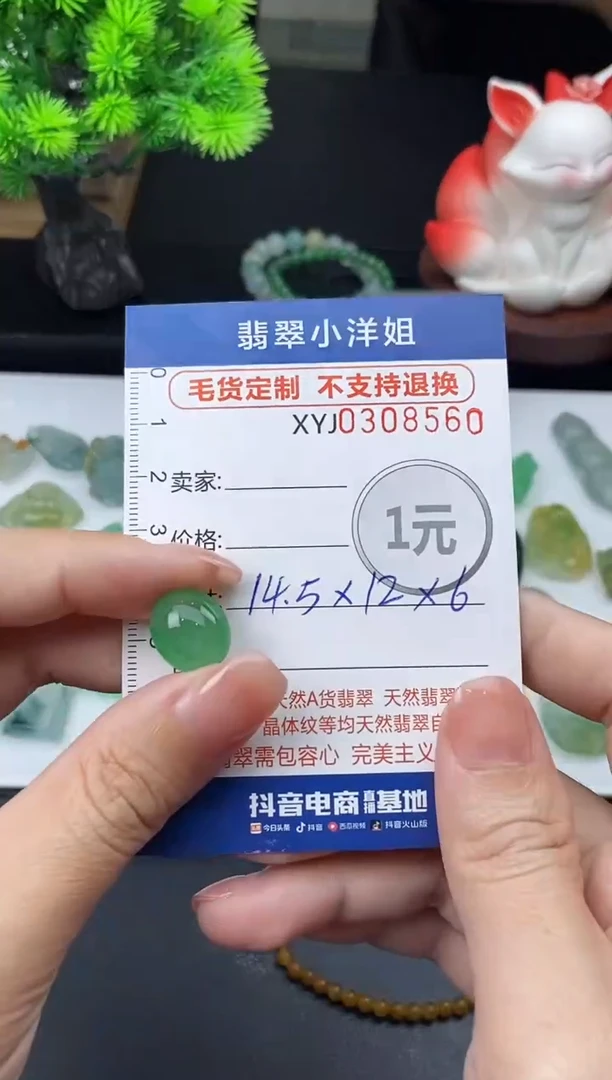 翡翠小洋姐
毛货定制 不支持退换
XYJ0308560
0
1
2 卖家:
1元
3 价格:
14.5×12×6
天然A货翡翠 天然翡翠
晶体纹等均天然翡翠自
翠需包容心 完美主义
抖音电商直播基地
今日头条 抖音 西瓜视频 抖音火山版